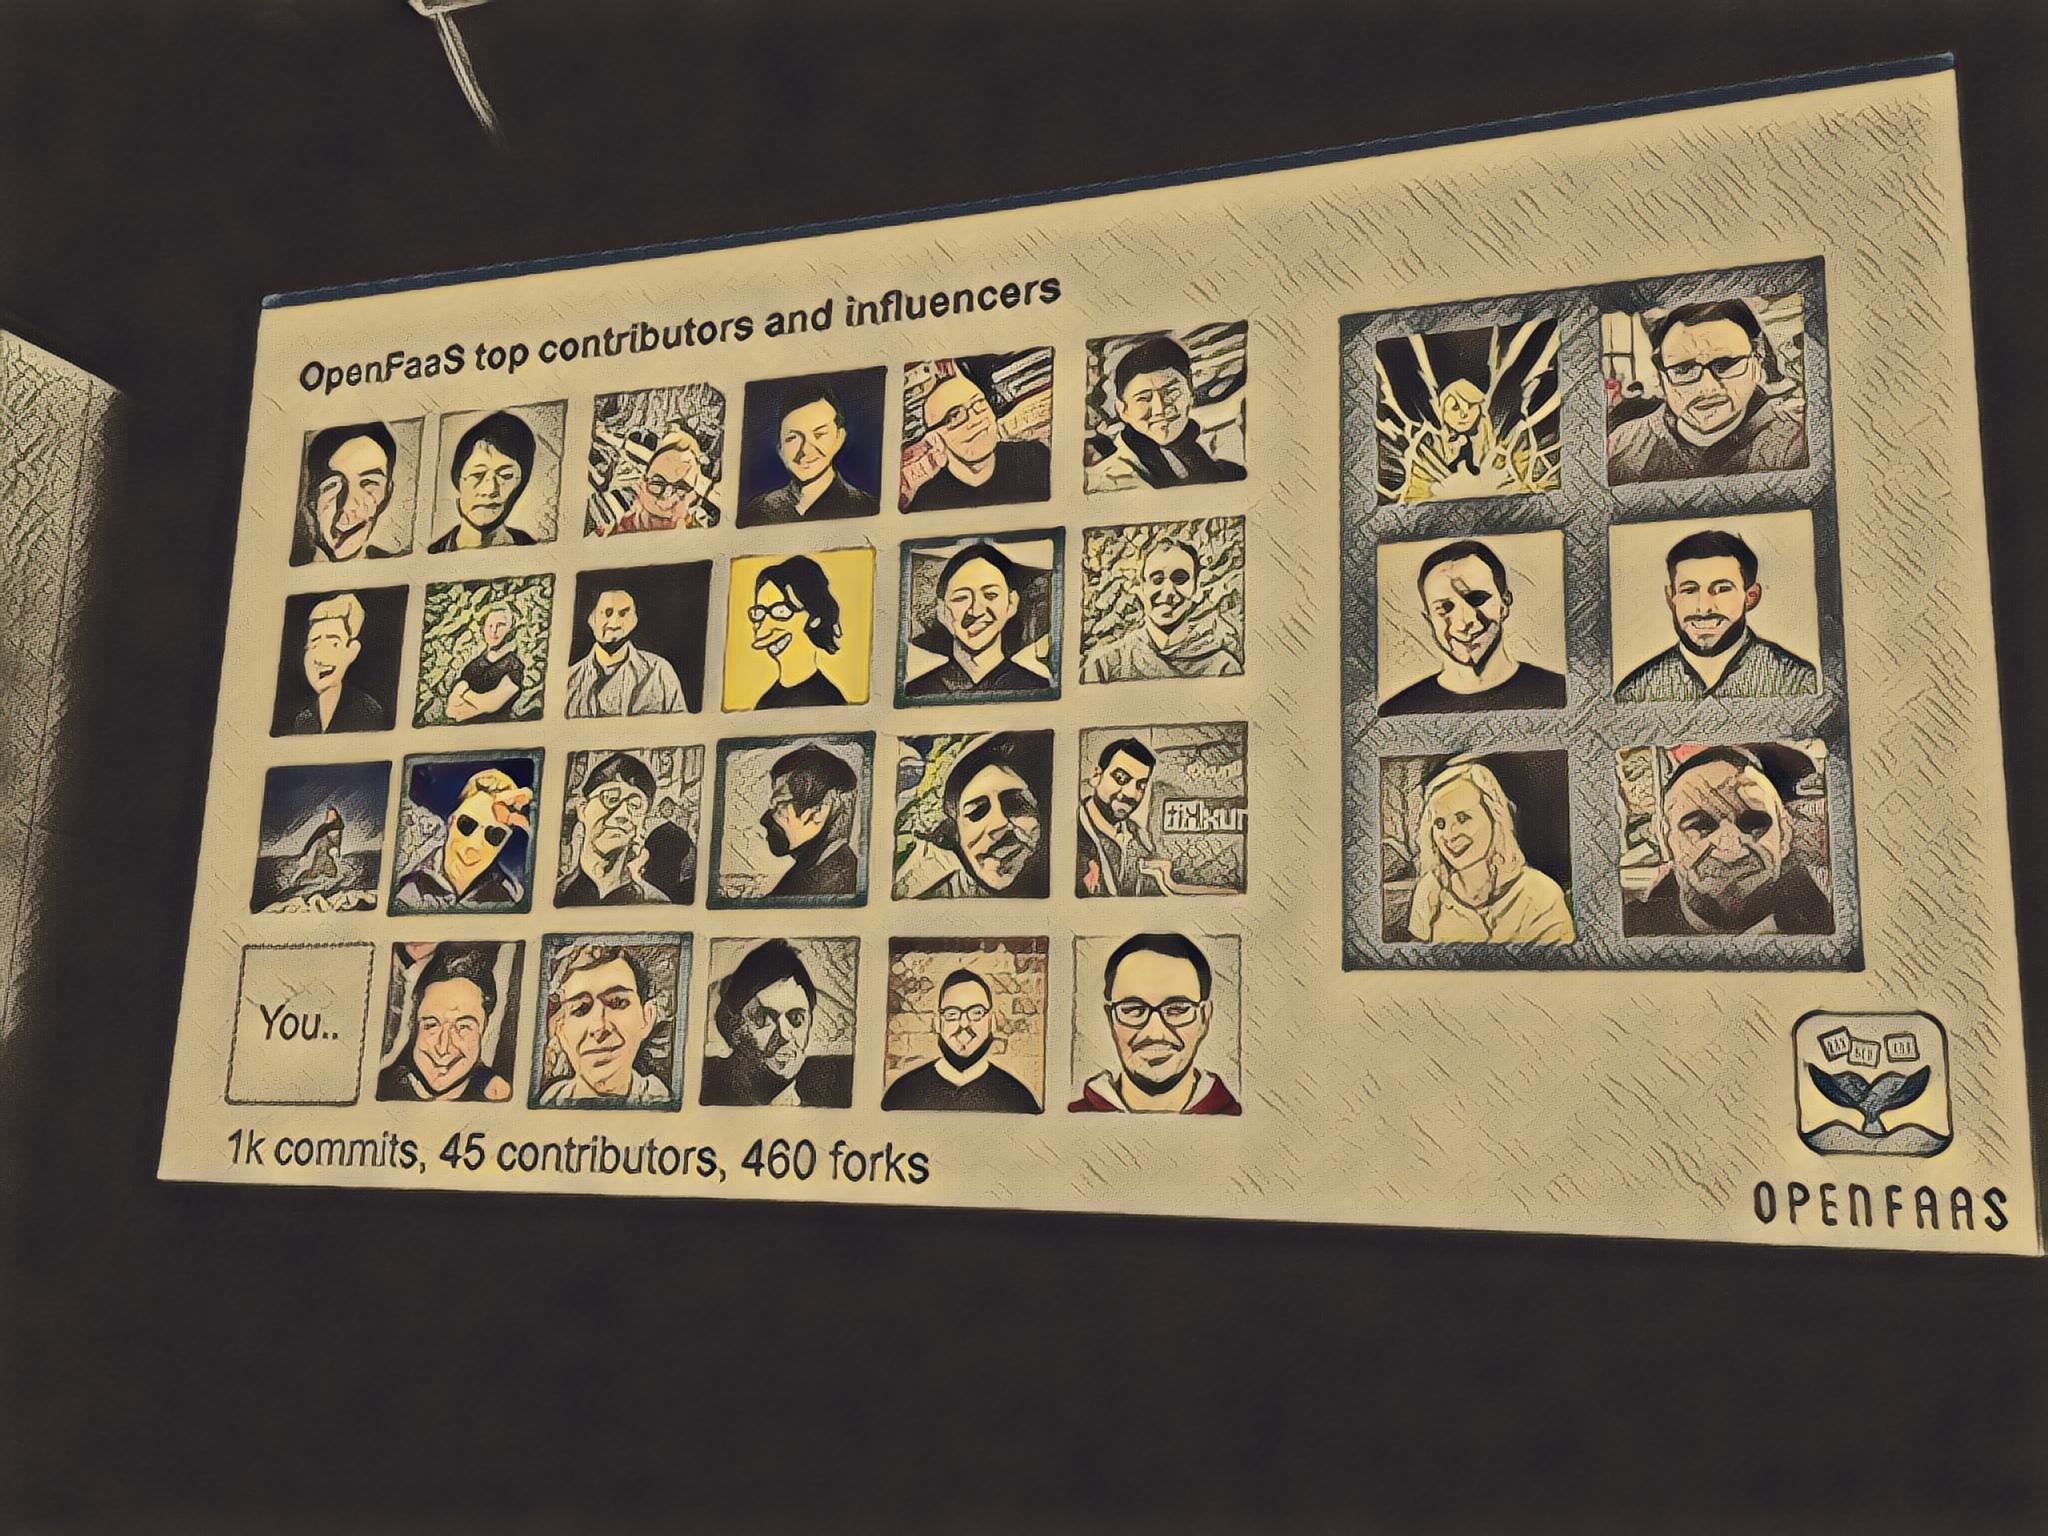 OpenFaaS top contributors and influencers
You..
1k commits, 45 contributors, 460 forks
OPENFAAS